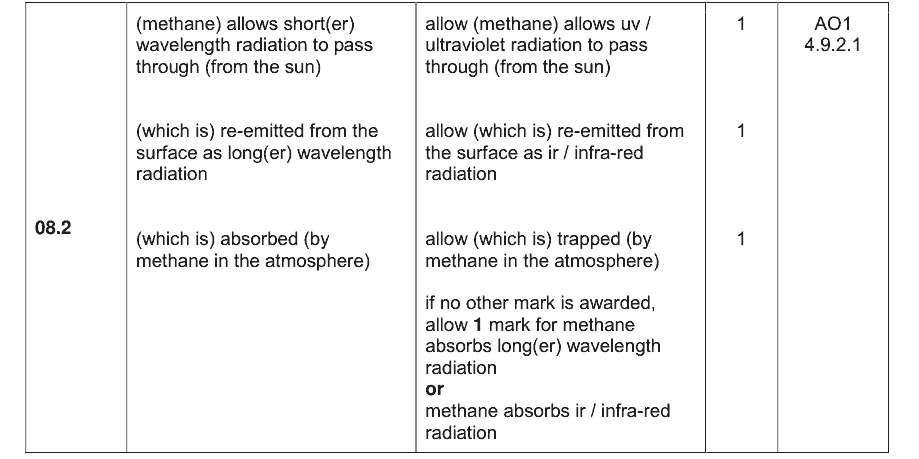 08.2
(methane) allows short(er)
wavelength radiation to pass
through (from the sun)
allow (methane) allows uv /
ultraviolet radiation to pass
through (from the sun)
1
AO1
4.9.2.1
(which is) re-emitted from the
surface as long(er) wavelength
radiation
allow (which is) re-emitted from
the surface as ir / infra-red
radiation
1
(which is) absorbed (by
methane in the atmosphere)
allow (which is) trapped (by
methane in the atmosphere)
1
if no other mark is awarded,
allow 1 mark for methane
absorbs long(er) wavelength
radiation
or
methane absorbs ir / infra-red
radiation